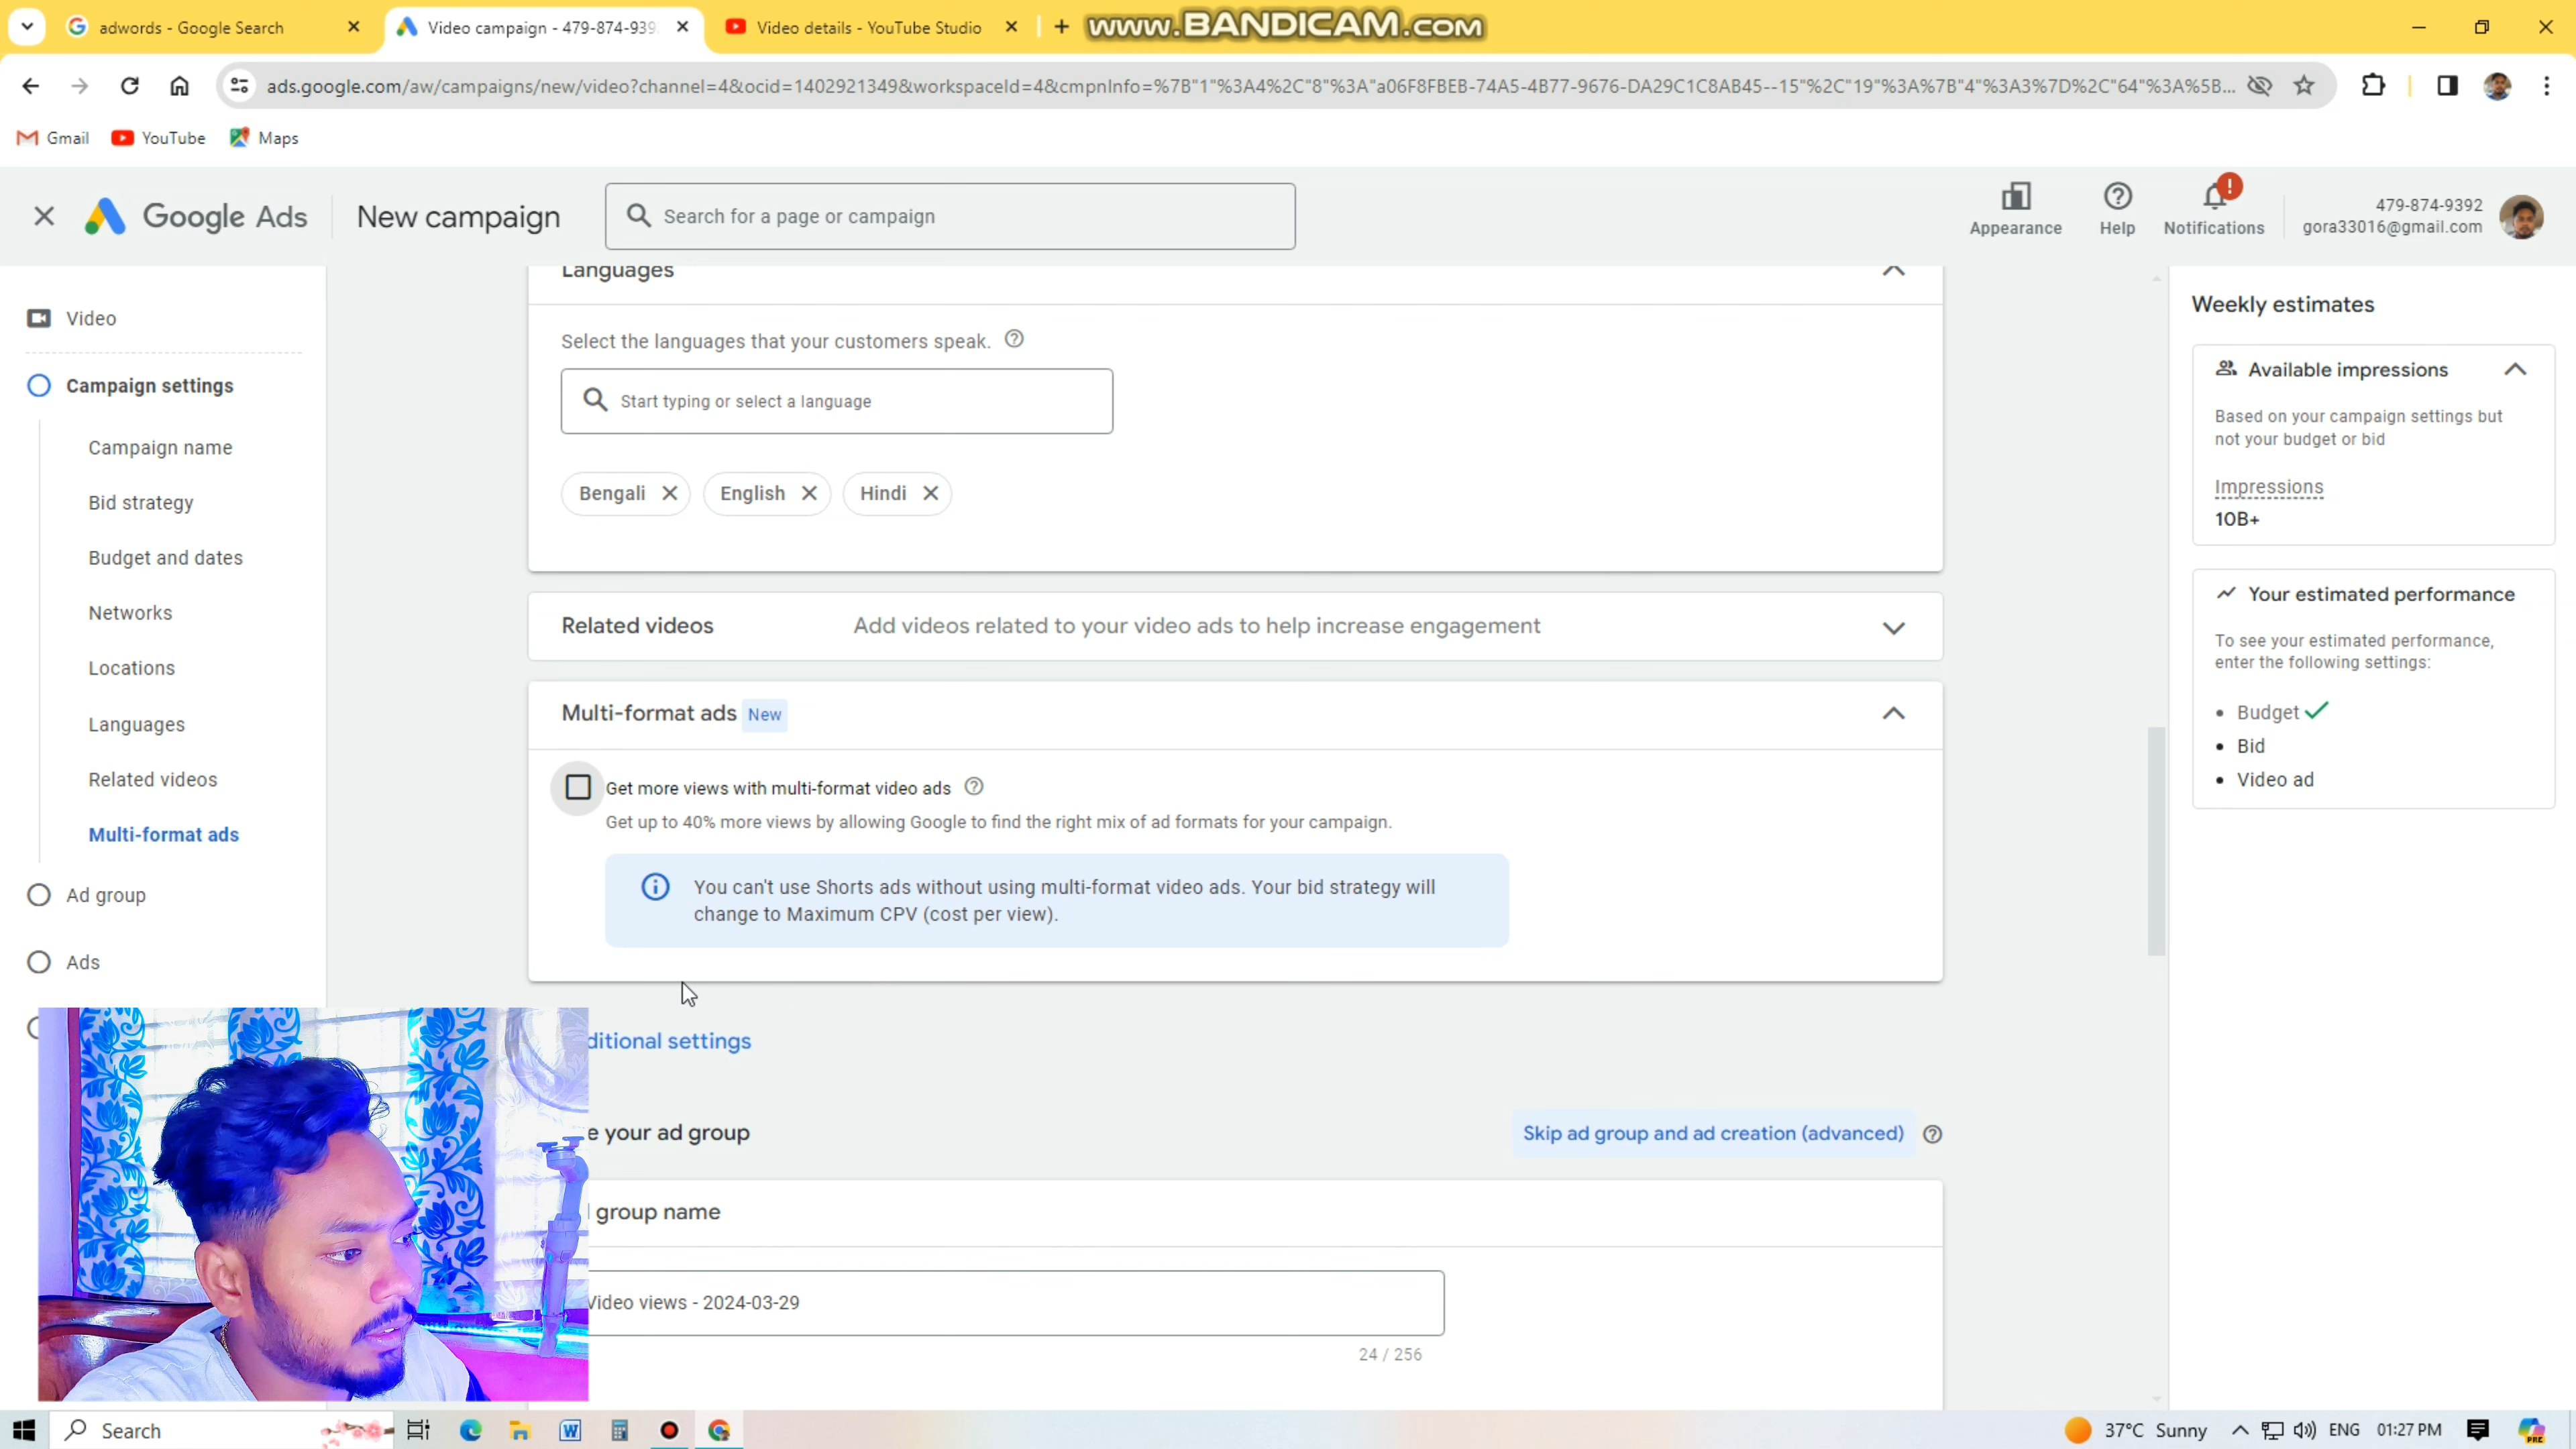 adwords - Google Search
Video campaign - 479-874-939
Video details - YouTube Studio
www.BANDICAM.com
ads.google.com/aw/campaigns/new/video?channel=4&ocid=1402921349&workspaceId=4&cmpnInfo=%7B"1"%3A4%2C"8"%3A"a06F8FBEB-74A5-4B77-9676-DA29C1C8AB45--15"%2C"19"%3A%7B"4"%3A3%7D%2C"64"%3A%5B...
Gmail
YouTube
Maps
Google Ads
New campaign
Search for a page or campaign
Appearance
Help
Notifications
479-874-9392
gora33016@gmail.com
Video
Campaign settings
Campaign name
Bid strategy
Budget and dates
Networks
Locations
Languages
Related videos
Multi-format ads
Ad group
Ads
Languages
Select the languages that your customers speak.
Start typing or select a language
Bengali
English
Hindi
Related videos
Add videos related to your video ads to help increase engagement
Multi-format ads New
Get more views with multi-format video ads
Get up to 40% more views by allowing Google to find the right mix of ad formats for your campaign.
You can't use Shorts ads without using multi-format video ads. Your bid strategy will
change to Maximum CPV (cost per view).
ditional settings
e your ad group
Skip ad group and ad creation (advanced)
group name
Video views - 2024-03-29
24 / 256
Weekly estimates
Available impressions
Based on your campaign settings but
not your budget or bid
Impressions
10B+
Your estimated performance
To see your estimated performance,
enter the following settings:
• Budget
• Bid
• Video ad
Search
37°C Sunny
ENG
01:27 PM
PRE